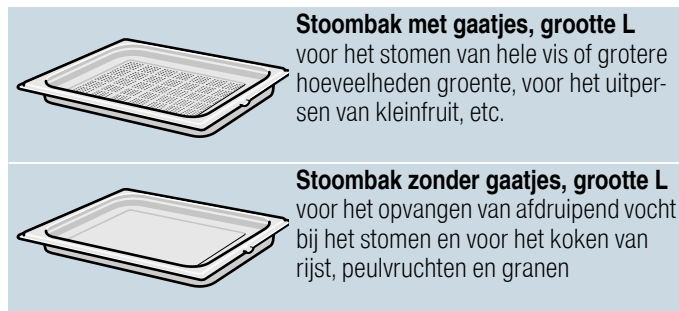 Stoombak met gaatjes, grootte L
voor het stomen van hele vis of grotere
hoeveelheden groente, voor het uitper-
sen van kleinfruit, etc.
Stoombak zonder gaatjes, grootte L
voor het opvangen van afdruipend vocht
bij het stomen en voor het koken van
rijst, peulvruchten en granen